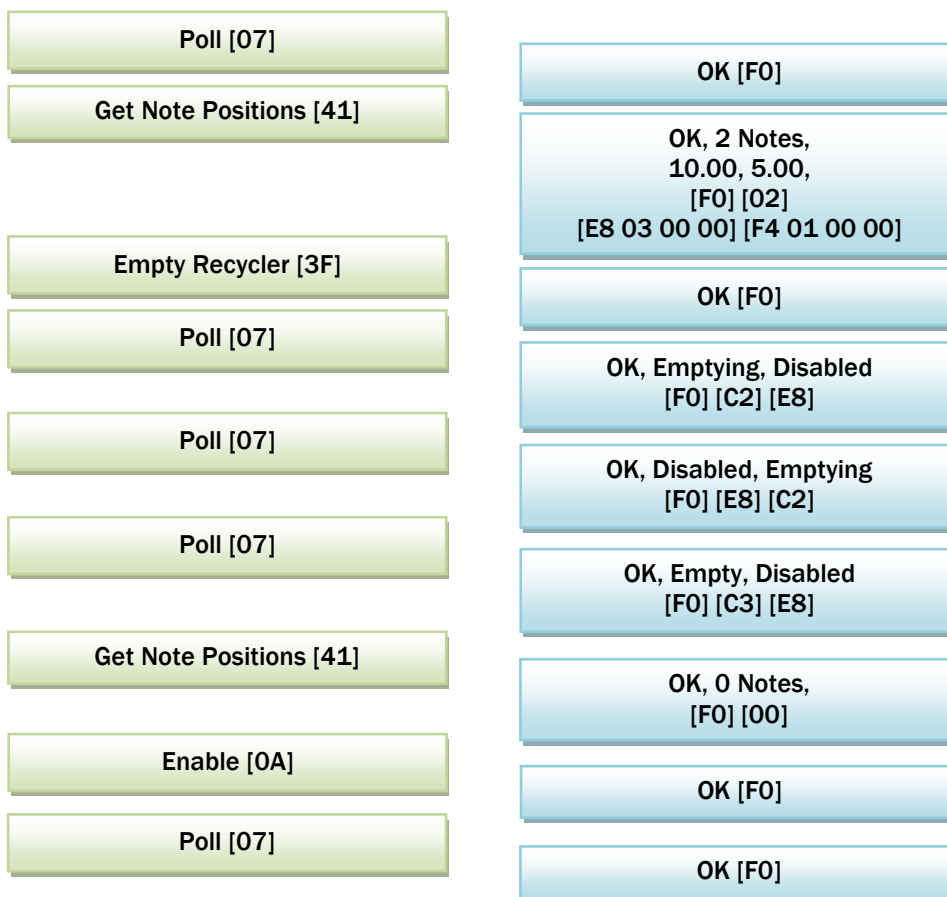 Poll [07]
OK [F0]
Get Note Positions [41]
OK, 2 Notes,
10.00, 5.00,
[F0] [02]
[E8 03 00 00] [F4 01 00 00]
Empty Recycler [3F]
OK [F0]
Poll [07]
OK, Emptying, Disabled
[F0] [C2] [E8]
Poll [07]
OK, Disabled, Emptying
[F0] [E8] [C2]
Poll [07]
OK, Empty, Disabled
[F0] [C3] [E8]
Get Note Positions [41]
OK, 0 Notes,
[F0] [00]
Enable [0A]
OK [F0]
Poll [07]
OK [F0]